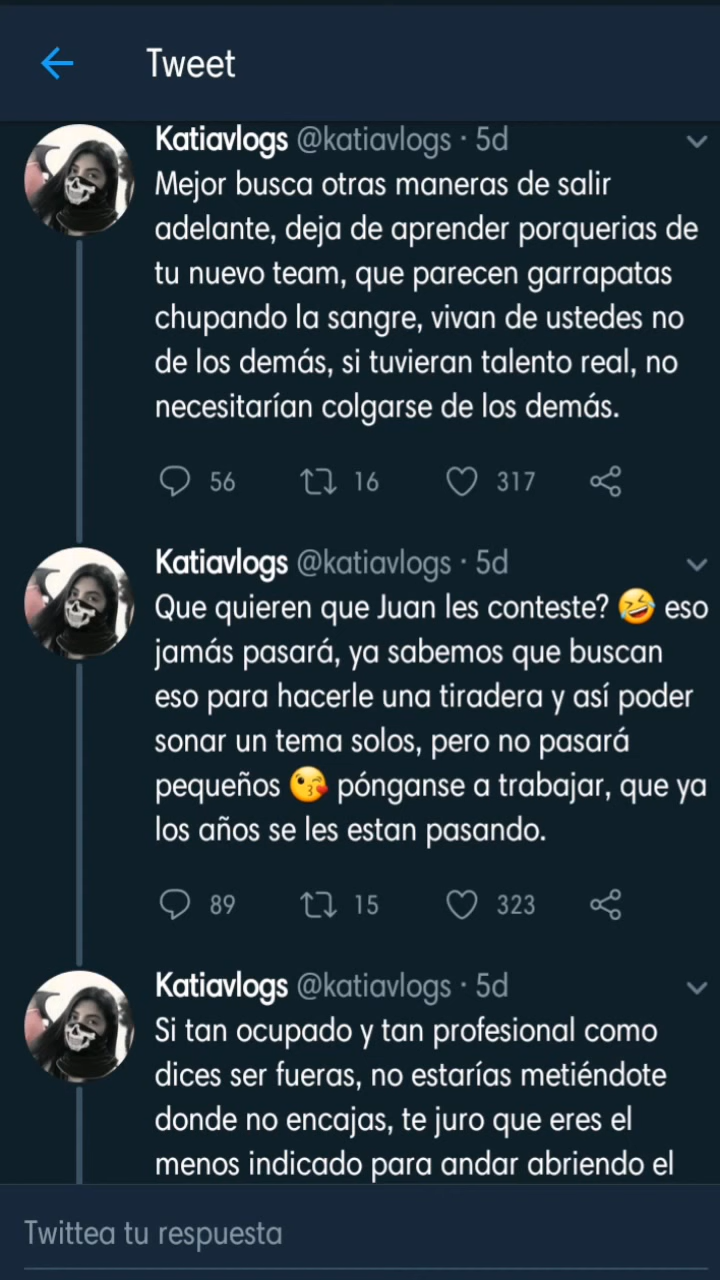 Tweet
Katiavlogs @katiavlogs · 5d
Mejor busca otras maneras de salir
adelante, deja de aprender porquerias de
tu nuevo team, que parecen garrapatas
chupando la sangre, vivan de ustedes no
de los demás, si tuvieran talento real, no
necesitarían colgarse de los demás.
56 16 317
Katiavlogs @katiavlogs · 5d
Que quieren que Juan les conteste? 🤣 eso
jamás pasará, ya sabemos que buscan
eso para hacerle una tiradera y así poder
sonar un tema solos, pero no pasará
pequeños 😘 pónganse a trabajar, que ya
los años se les estan pasando.
89 15 323
Katiavlogs @katiavlogs · 5d
Si tan ocupado y tan profesional como
dices ser fueras, no estarías metiéndote
donde no encajas, te juro que eres el
menos indicado para andar abriendo el
Twittea tu respuesta